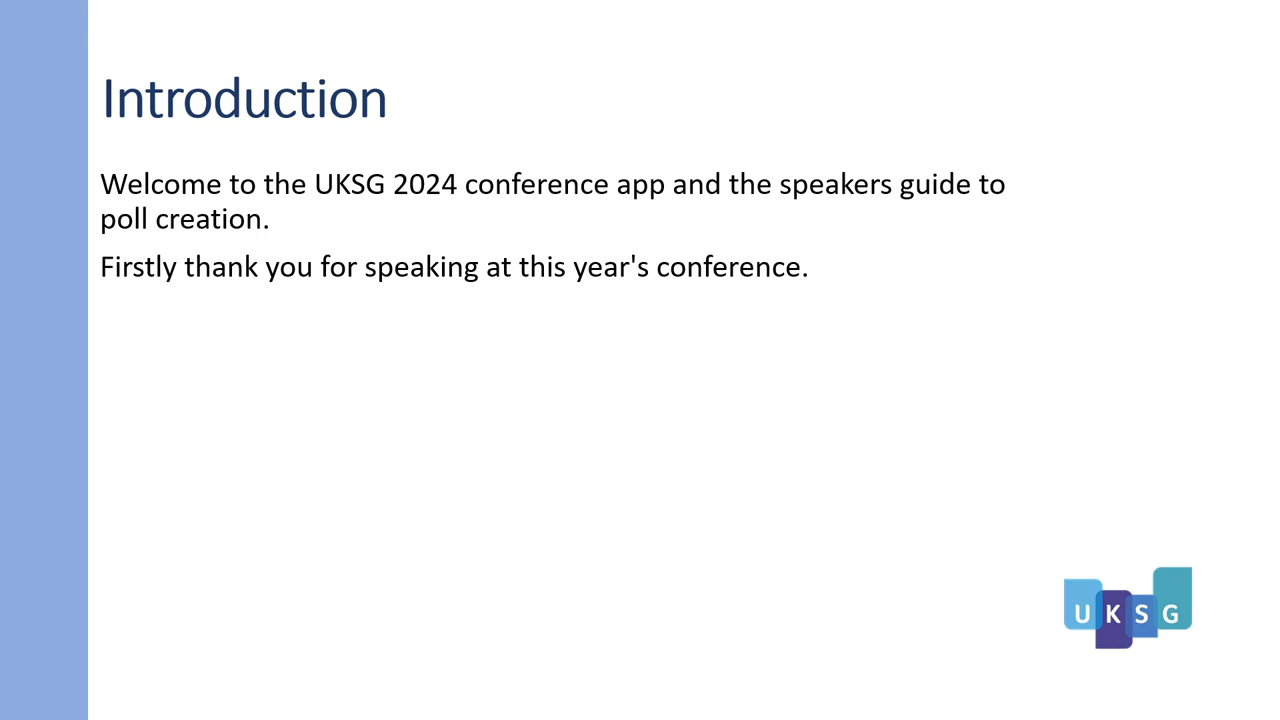 Introduction
Welcome to the UKSG 2024 conference app and the speakers guide to
poll creation.
Firstly thank you for speaking at this year's conference.
UKSG